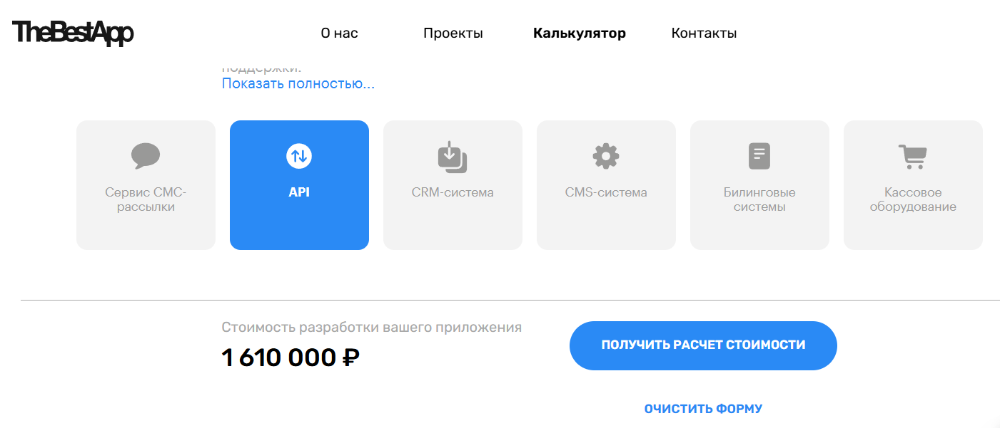 TheBestApp
О нас
Проекты
Калькулятор
Контакты
поддержки.
Показать полностью...
Сервис СМС-
рассылки
API
CRM-система
CMS-система
Билинговые
системы
Кассовое
оборудование
Стоимость разработки вашего приложения
1 610 000 ₽
ПОЛУЧИТЬ РАСЧЕТ СТОИМОСТИ
ОЧИСТИТЬ ФОРМУ